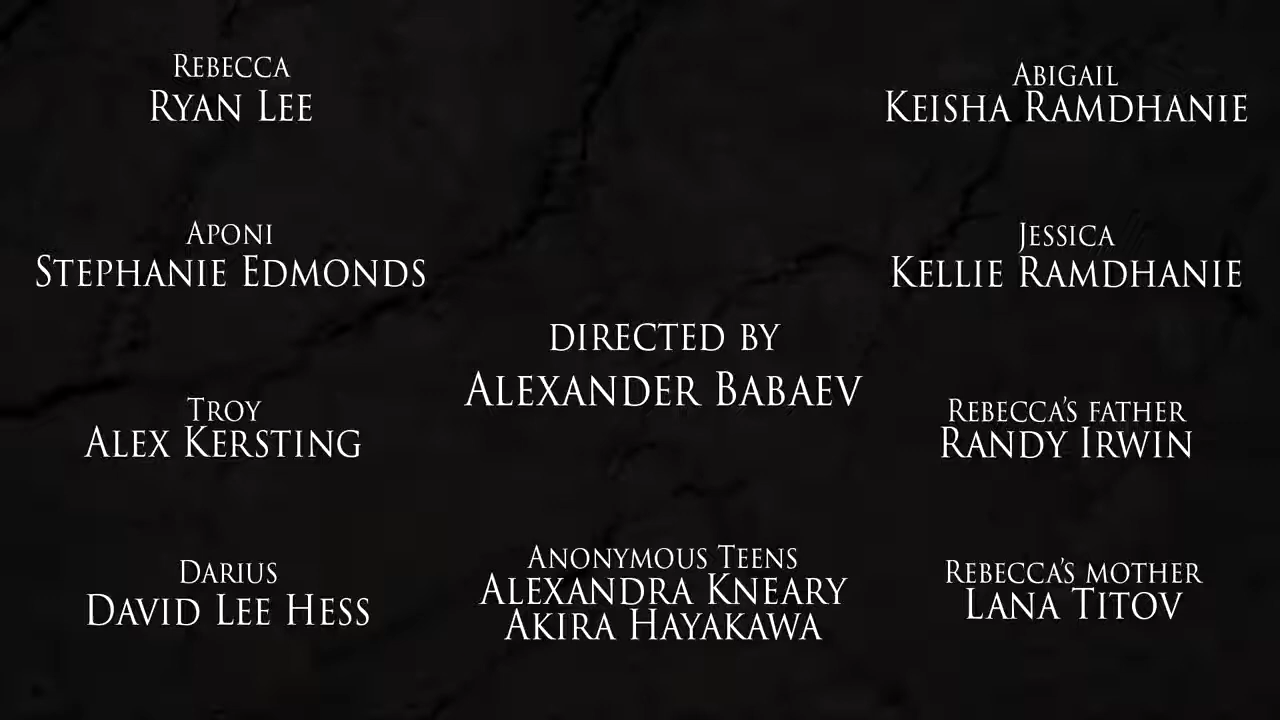 Rebecca
Ryan Lee
Abigail
Keisha Ramdhanie
Aponi
Stephanie Edmonds
Jessica
Kellie Ramdhanie
directed by
Alexander Babaev
Troy
Alex Kersting
Rebecca's father
Randy Irwin
Darius
David Lee Hess
Anonymous Teens
Alexandra Kneary
Akira Hayakawa
Rebecca's mother
Lana Titov